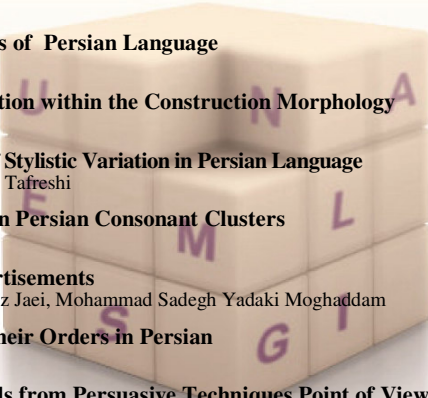 s of Persian Language
tion within the Construction Morphology
Stylistic Variation in Persian Language
Tafreshi
n Persian Consonant Clusters
rtisements
z Jaei, Mohammad Sadegh Yadaki Moghaddam
heir Orders in Persian
ls from Persuasive Techniques Point of View
U N A
E M L
S G I